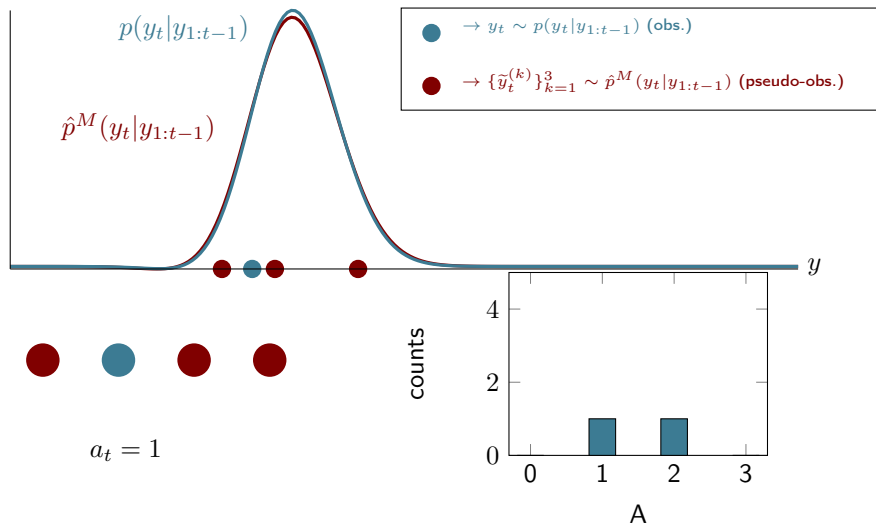 p(y_t|y_{1:t−1})
→ y_t ∼ p(y_t|y_{1:t−1}) (obs.)
→ {ỹ_t^{(k)}}_{k=1}^3 ∼ p̂^M(y_t|y_{1:t−1}) (pseudo-obs.)
p̂^M(y_t|y_{1:t−1})
y
4
2
0
counts
0 1 2 3
A
a_t = 1